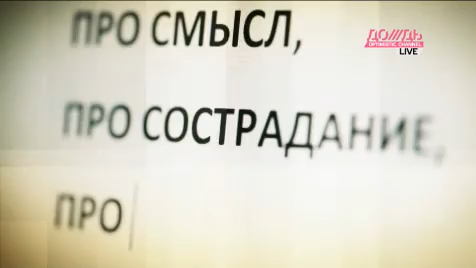 ПРО СМЫСЛ,
ПРО СОСТРАДАНИЕ,
ПРО
ДОЖДЬ
OPTIMISTIC CHANNEL
LIVE